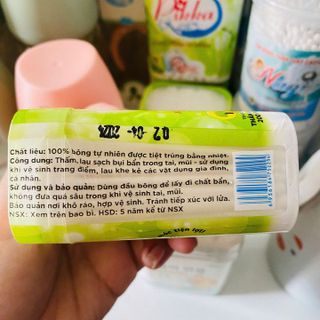 Pikka
02 -04- 2024
Chất liệu: 100% bông tự nhiên được tiệt trùng bằng nhiệt.
Công dung: Thấm, lau sạch bụi bẩn trong tai, mũi - sử dụng
khi vệ sinh trang điểm, lau khe kẻ các vật dụng gia đình,
cá nhân.
Sử dụng và bảo quản: Dùng đầu bông để lấy đi chất bẩn,
không đưa quá sâu trong khi vệ sinh tai, mũi.
Bảo quản nơi khô ráo, hợp vệ sinh. Tránh tiếp xúc với lửa.
NSX: Xem trên bao bì. HSD: 5 năm kể từ NSX